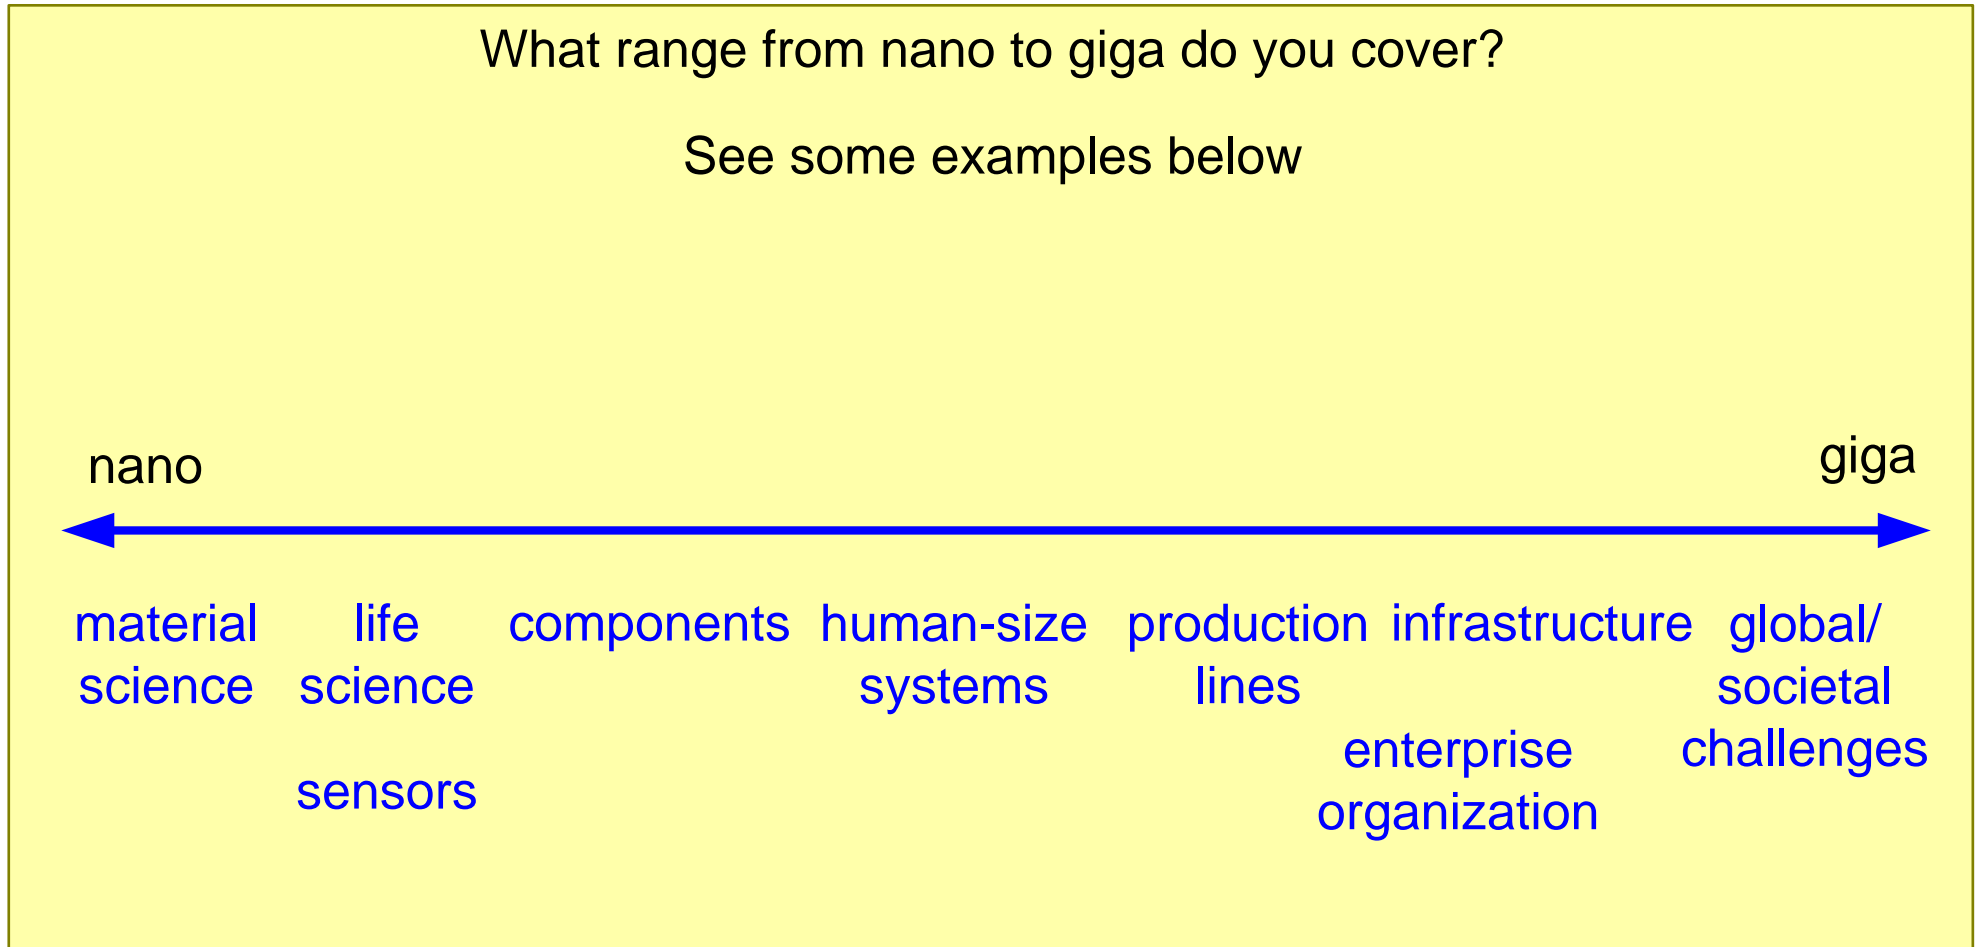 What range from nano to giga do you cover?
See some examples below
nano
giga
material
science
life
science
sensors
components
human-size
systems
production
lines
infrastructure
enterprise
organization
global/
societal
challenges